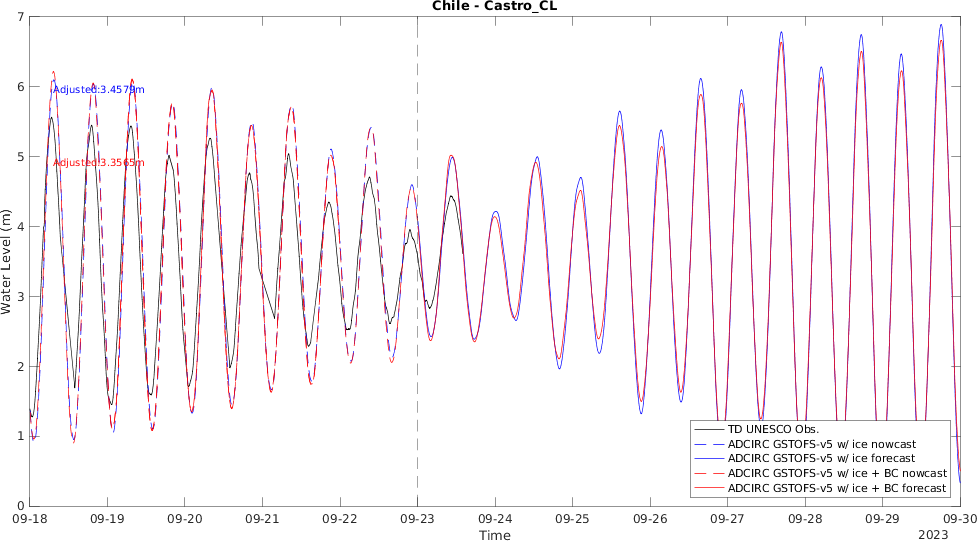 Chile - Castro_CL
Water Level (m)
7
6
5
4
3
2
1
0
Adjusted:3.4579m
Adjusted:3.3565m
TD UNESCO Obs.
ADCIRC GSTOFS-v5 w/ ice nowcast
ADCIRC GSTOFS-v5 w/ ice forecast
ADCIRC GSTOFS-v5 w/ ice + BC nowcast
ADCIRC GSTOFS-v5 w/ ice + BC forecast
09-18 09-19 09-20 09-21 09-22 09-23 09-24 09-25 09-26 09-27 09-28 09-29 09-30
Time
2023